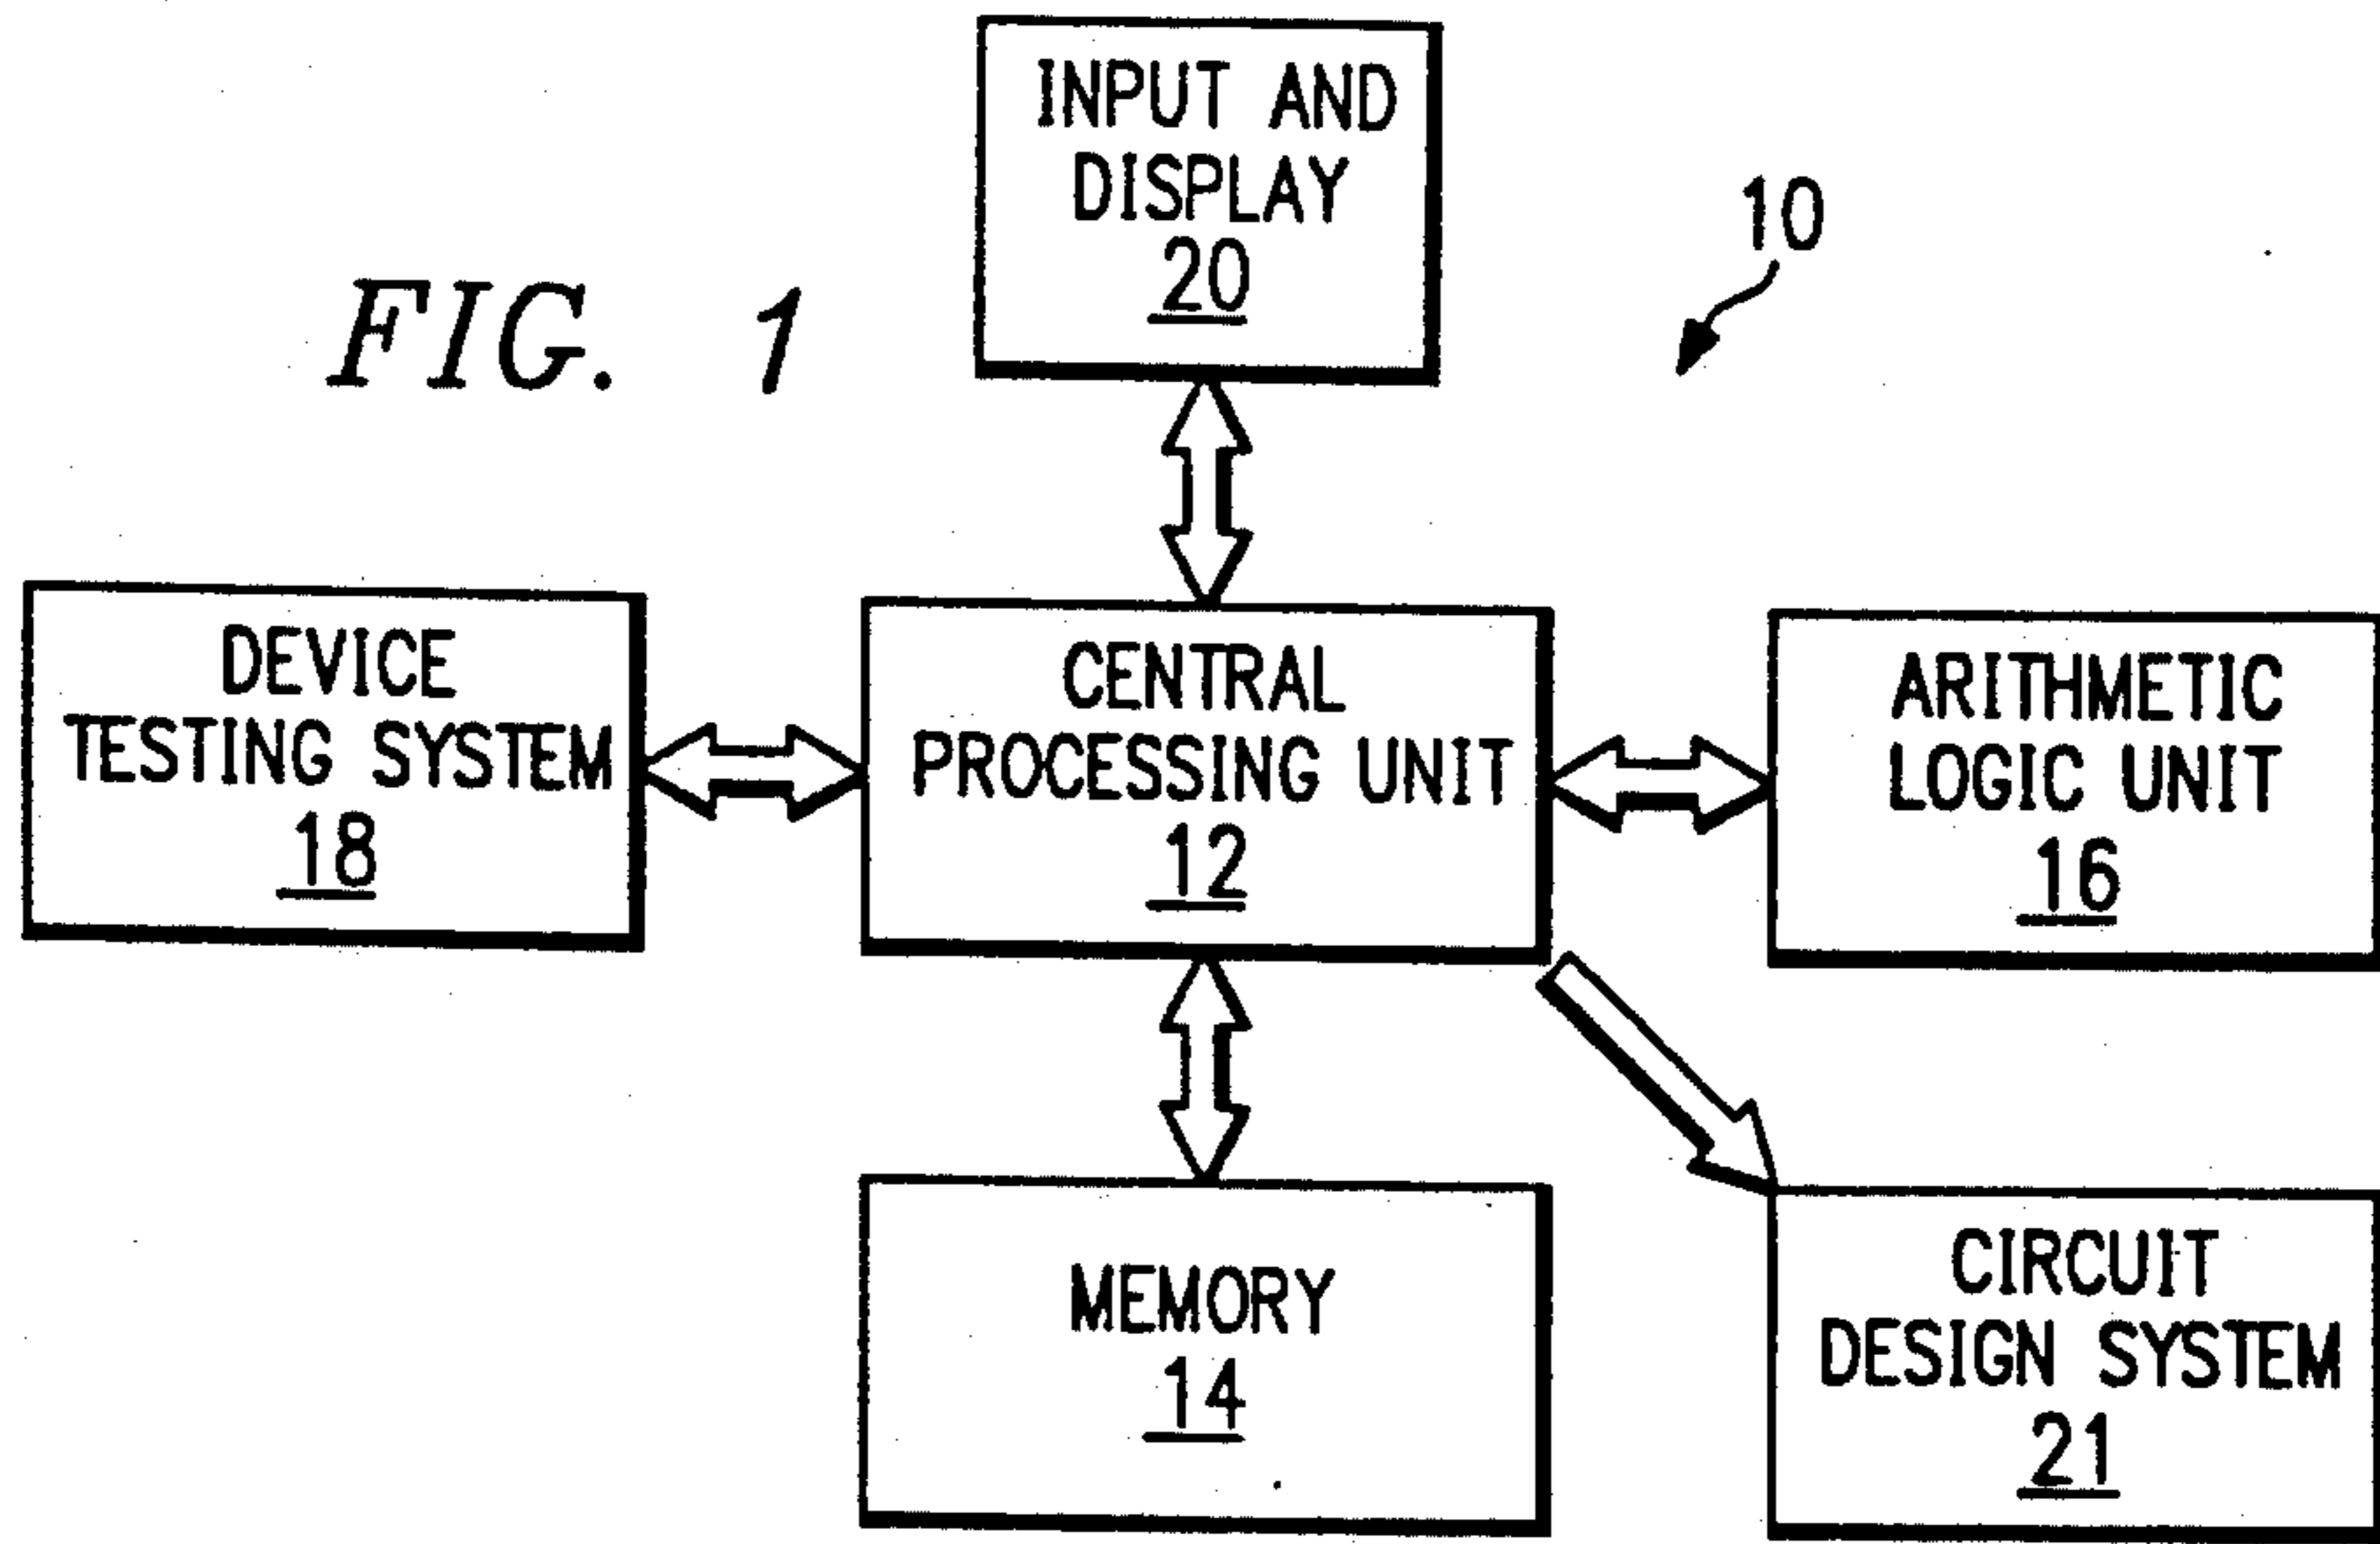 INPUT AND
DISPLAY
20
10
FIG. 1
DEVICE
TESTING SYSTEM
18
CENTRAL
PROCESSING UNIT
12
ARITHMETIC
LOGIC UNIT
16
MEMORY
14
CIRCUIT
DESIGN SYSTEM
21